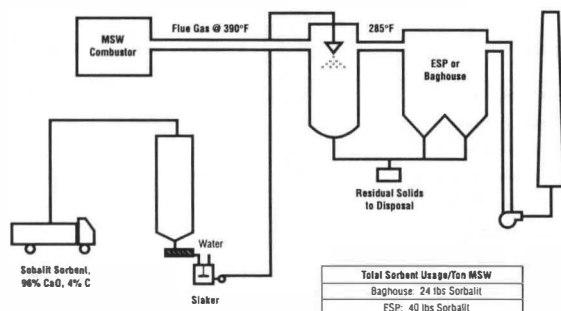 MSW
Combustor
Flue Gas @ 390°F
285°F
ESP or
Baghouse
Residual Solids
to Disposal
Water
Slaker
Sobalit Sorbent,
96% CaO, 4% C
Total Sorbent Usage/Ton MSW
Baghouse: 24 lbs Sorbalit
ESP: 40 lbs Sorbalit